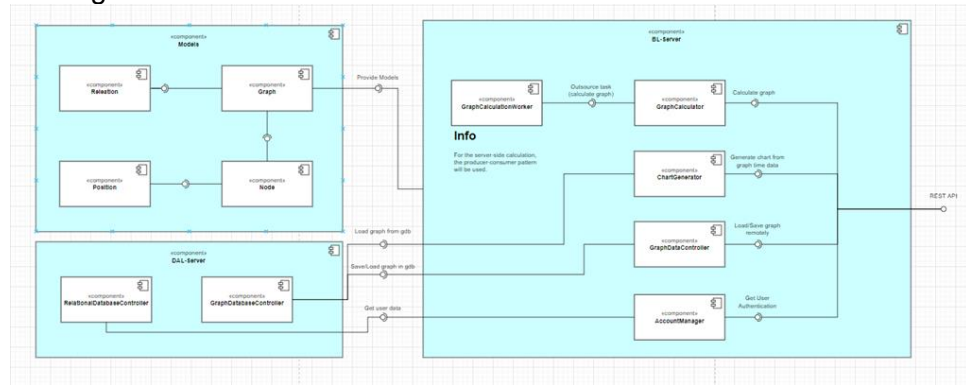 «component»
Models
«component»
Releation
«component»
Graph
«component»
Position
«component»
Node
Provide Models
«component»
DAL-Server
«component»
RelationalDatabaseController
«component»
GraphDatabaseController
Load graph from gdb
Save/Load graph in gdb
Get user data
«component»
BL-Server
«component»
GraphCalculationWorker
Outsource task
(calculate graph)
«component»
GraphCalculator
Calculate graph
Info
For the server-side calculation,
the producer-consumer pattern
will be used.
«component»
ChartGenerator
Generate chart from
graph time data
«component»
GraphDataController
Load/Save graph
remotely
«component»
AccountManager
Get User
Authentication
REST API